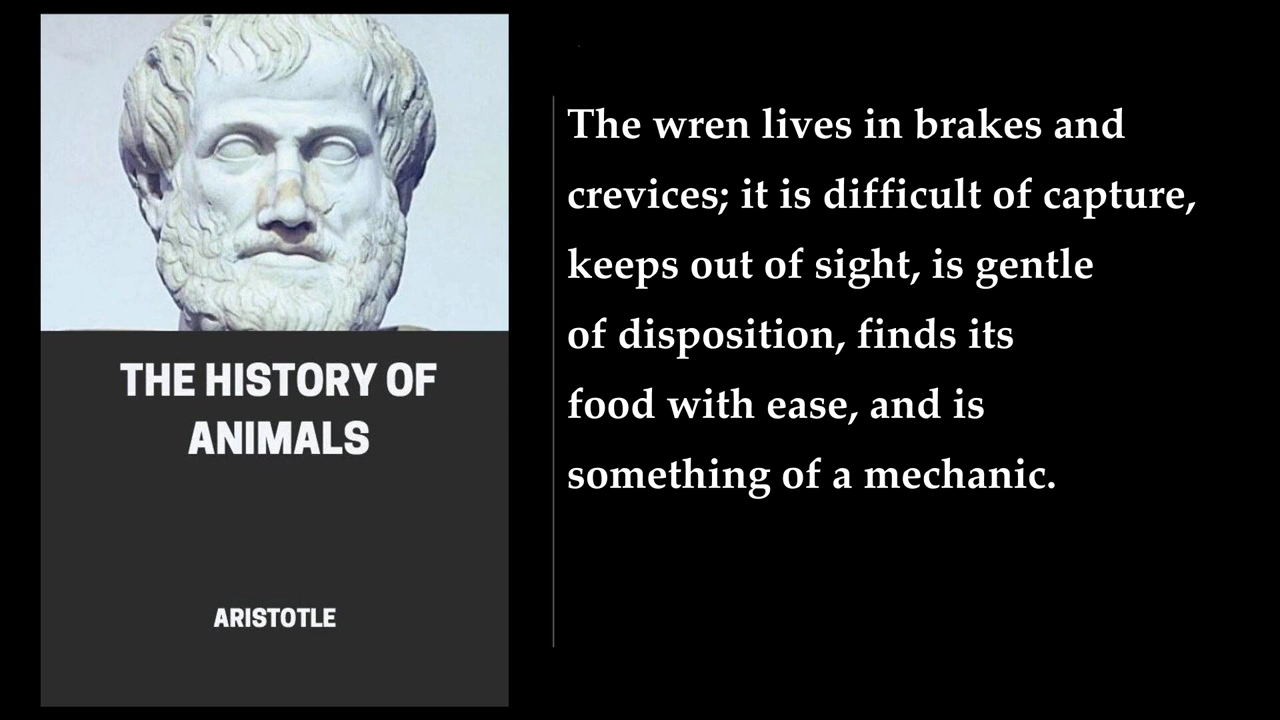 THE HISTORY OF
ANIMALS
ARISTOTLE
The wren lives in brakes and
crevices; it is difficult of capture,
keeps out of sight, is gentle
of disposition, finds its
food with ease, and is
something of a mechanic.